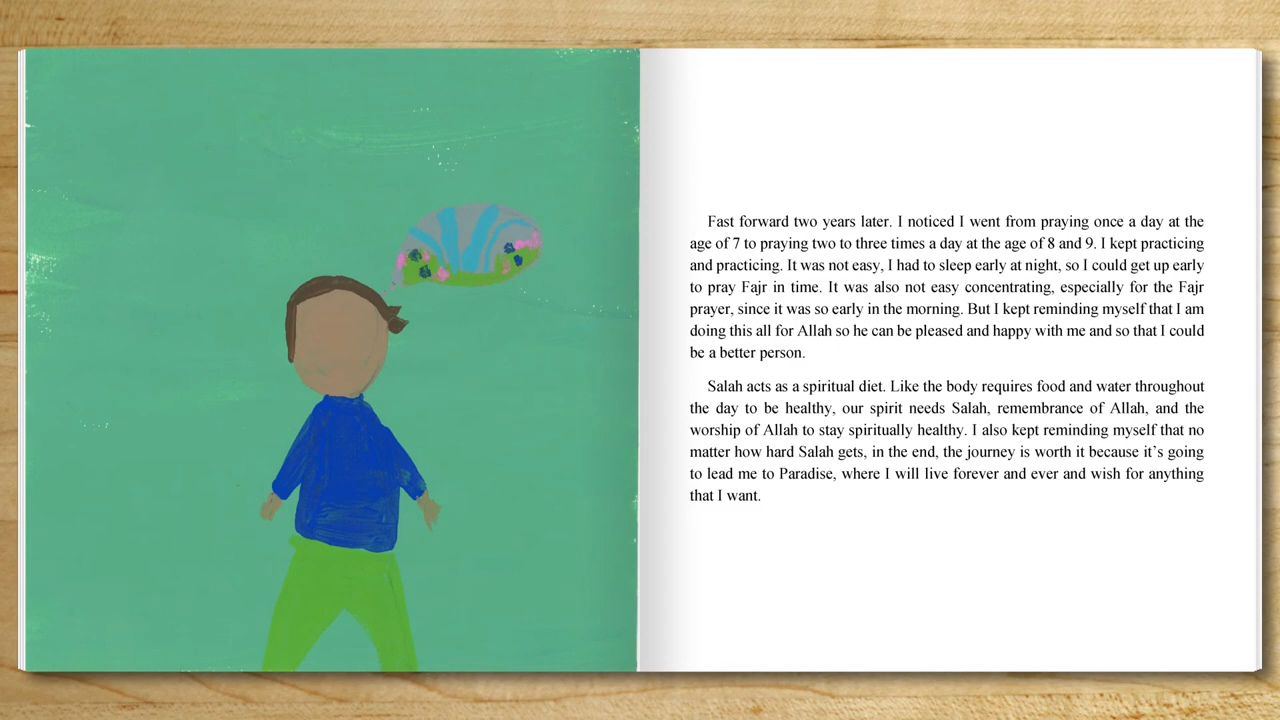 Fast forward two years later. I noticed I went from praying once a day at the
age of 7 to praying two to three times a day at the age of 8 and 9. I kept practicing
and practicing. It was not easy, I had to sleep early at night, so I could get up early
to pray Fajr in time. It was also not easy concentrating, especially for the Fajr
prayer, since it was so early in the morning. But I kept reminding myself that I am
doing this all for Allah so he can be pleased and happy with me and so that I could
be a better person.
Salah acts as a spiritual diet. Like the body requires food and water throughout
the day to be healthy, our spirit needs Salah, remembrance of Allah, and the
worship of Allah to stay spiritually healthy. I also kept reminding myself that no
matter how hard Salah gets, in the end, the journey is worth it because it’s going
to lead me to Paradise, where I will live forever and ever and wish for anything
that I want.